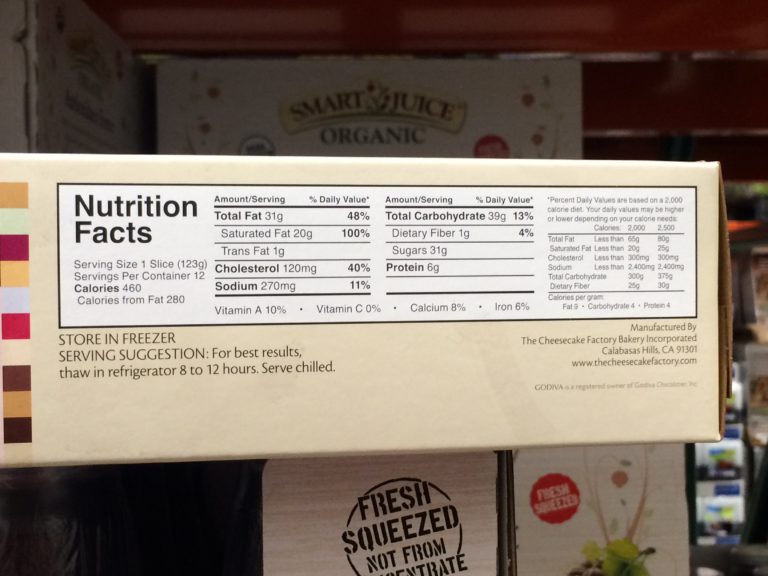 SMART JUICE
ORGANIC
Nutrition
Facts
Serving Size 1 Slice (123g)
Servings Per Container 12
Calories 460
Calories from Fat 280
Amount/Serving % Daily Value*
Total Fat 31g 48%
Saturated Fat 20g 100%
Trans Fat 1g
Cholesterol 120mg 40%
Sodium 270mg 11%
Amount/Serving % Daily Value*
Total Carbohydrate 39g 13%
Dietary Fiber 1g 4%
Sugars 31g
Protein 6g
Vitamin A 10% • Vitamin C 0% • Calcium 8% • Iron 6%
*Percent Daily Values are based on a 2,000
calorie diet. Your daily values may be higher
or lower depending on your calorie needs:
Calories: 2,000 2,500
Total Fat Less than 65g 80g
Saturated Fat Less than 20g 25g
Cholesterol Less than 300mg 300mg
Sodium Less than 2,400mg 2,400mg
Total Carbohydrate 300g 375g
Dietary Fiber 25g 30g
Calories per gram:
Fat 9 • Carbohydrate 4 • Protein 4
STORE IN FREEZER
SERVING SUGGESTION: For best results,
thaw in refrigerator 8 to 12 hours. Serve chilled.
Manufactured By
The Cheesecake Factory Bakery Incorporated
Calabasas Hills, CA 91301
www.thecheesecakefactory.com
GODIVA is a registered owner of Godiva Chocolatier, Inc
FRESH
SQUEEZED
NOT FROM
CONCENTRATE
FRESH
SQUEEZED